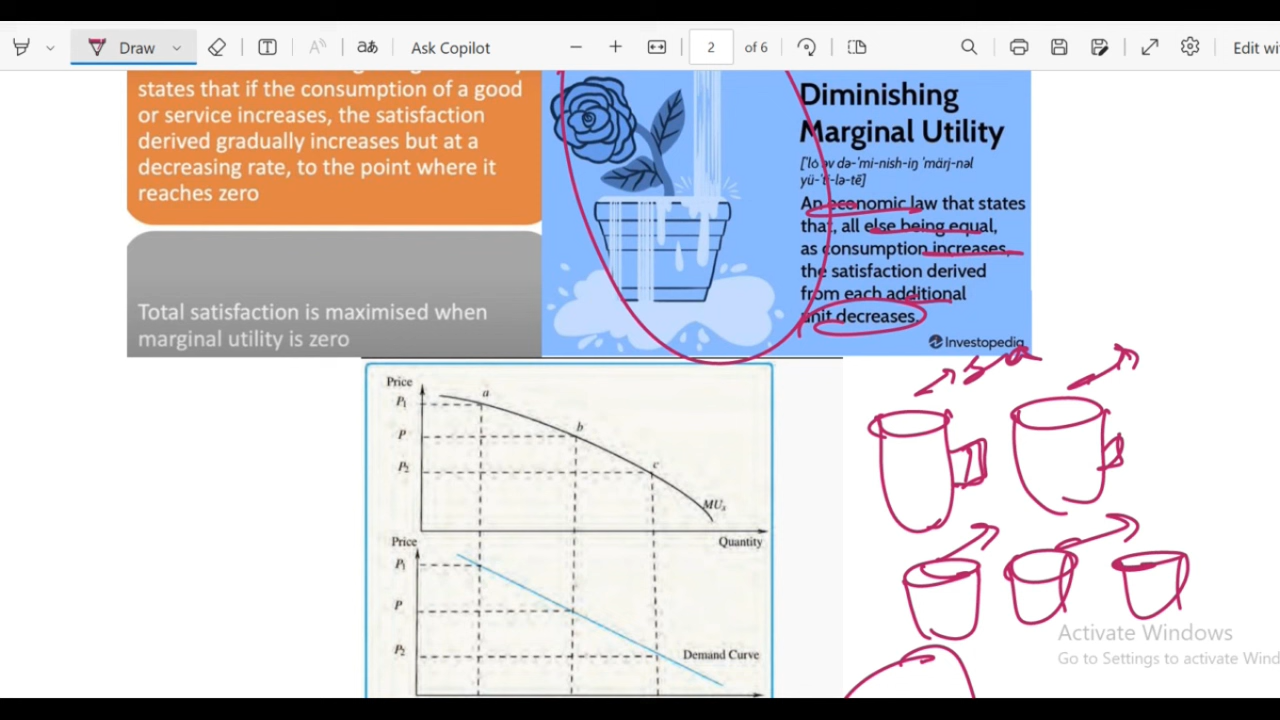 Draw
Ask Copilot
2 of 6
Edit wi
states that if the consumption of a good
or service increases, the satisfaction
derived gradually increases but at a
decreasing rate, to the point where it
reaches zero
Total satisfaction is maximised when
marginal utility is zero
Diminishing
Marginal Utility
yü-ˈti-lə-tē]
An economic law that states
that, all else being equal,
as consumption increases,
the satisfaction derived
from each additional
unit decreases.
Investopedia
Price
P₁
a
P
b
P₂
c
MUₓ
Quantity
Price
P₁
P
P₂
Demand Curve
Activate Windows
Go to Settings to activate Wind